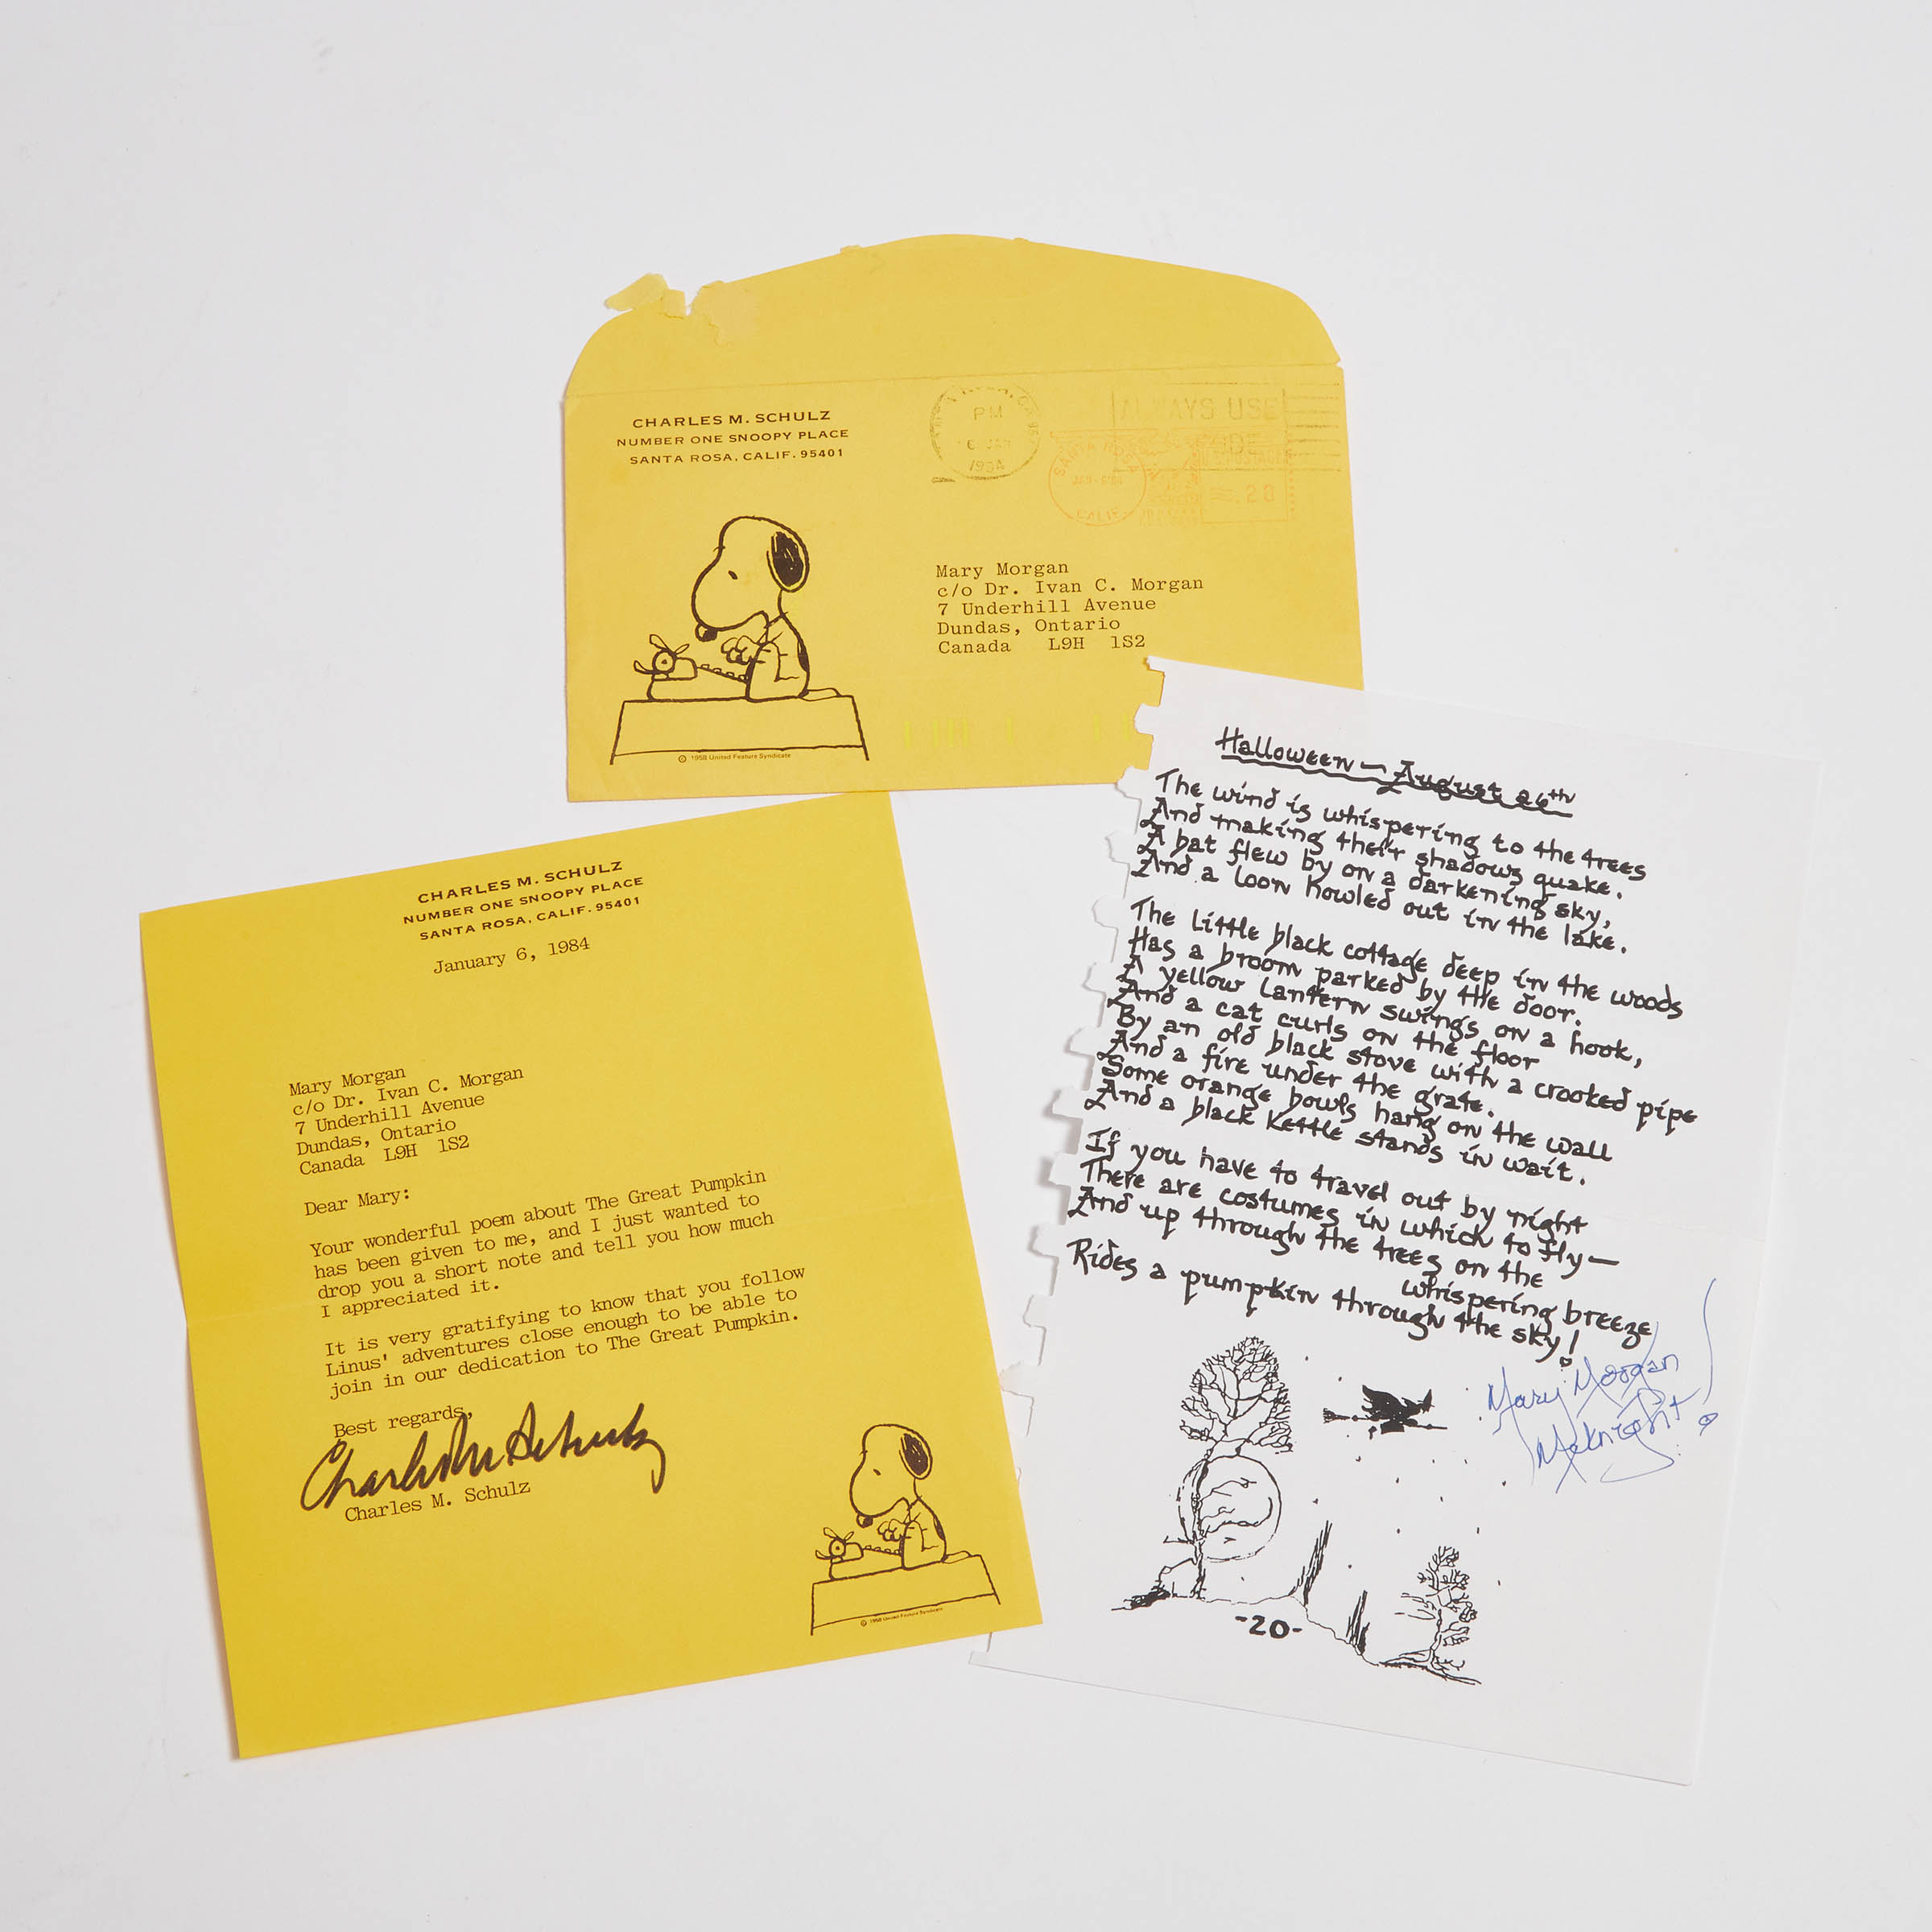 CHARLES M. SCHULZ
NUMBER ONE SNOOPY PLACE
SANTA ROSA, CALIF. 95401
PM
1984
ALWAYS USE
SANTA ROSA
CALIF
.28
Mary Morgan
c/o Dr. Ivan C. Morgan
7 Underhill Avenue
Dundas, Ontario
Canada L9H 1S2
© 1958 United Feature Syndicate
CHARLES M. SCHULZ
NUMBER ONE SNOOPY PLACE
SANTA ROSA, CALIF. 95401
January 6, 1984
Mary Morgan
c/o Dr. Ivan C. Morgan
7 Underhill Avenue
Dundas, Ontario
Canada L9H 1S2
Dear Mary:
Your wonderful poem about The Great Pumpkin
has been given to me, and I just wanted to
drop you a short note and tell you how much
I appreciated it.
It is very gratifying to know that you follow
Linus' adventures close enough to be able to
join in our dedication to The Great Pumpkin.
Best regards,
Charles M Schulz
Charles M. Schulz
© 1958 United Feature Syndicate
Halloween — August 26th
The wind is whispering to the trees
And making their shadows quake.
A bat flew by on a darkening sky,
And a loon howled out in the lake.
The little black cottage deep in the woods
Has a broom parked by the door.
A yellow lantern swings on a hook,
And a cat curls on the floor
By an old black stove with a crooked pipe
And a fire under the grate.
Some orange bowls hang on the wall
And a black kettle stands in wait.
If you have to travel out by night
There are costumes in which to fly —
And up through the trees on the
whispering breeze
Rides a pumpkin through the sky!
Mary Morgan
McKnight
-20-